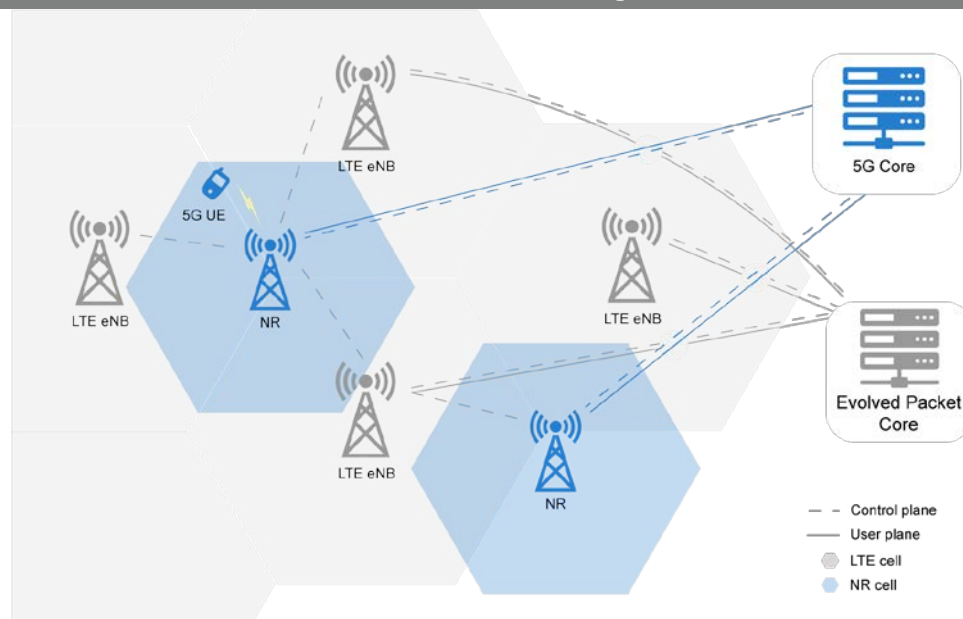 LTE eNB
5G Core
5G UE
LTE eNB
NR
LTE eNB
Evolved Packet
Core
LTE eNB
NR
Control plane
User plane
LTE cell
NR cell